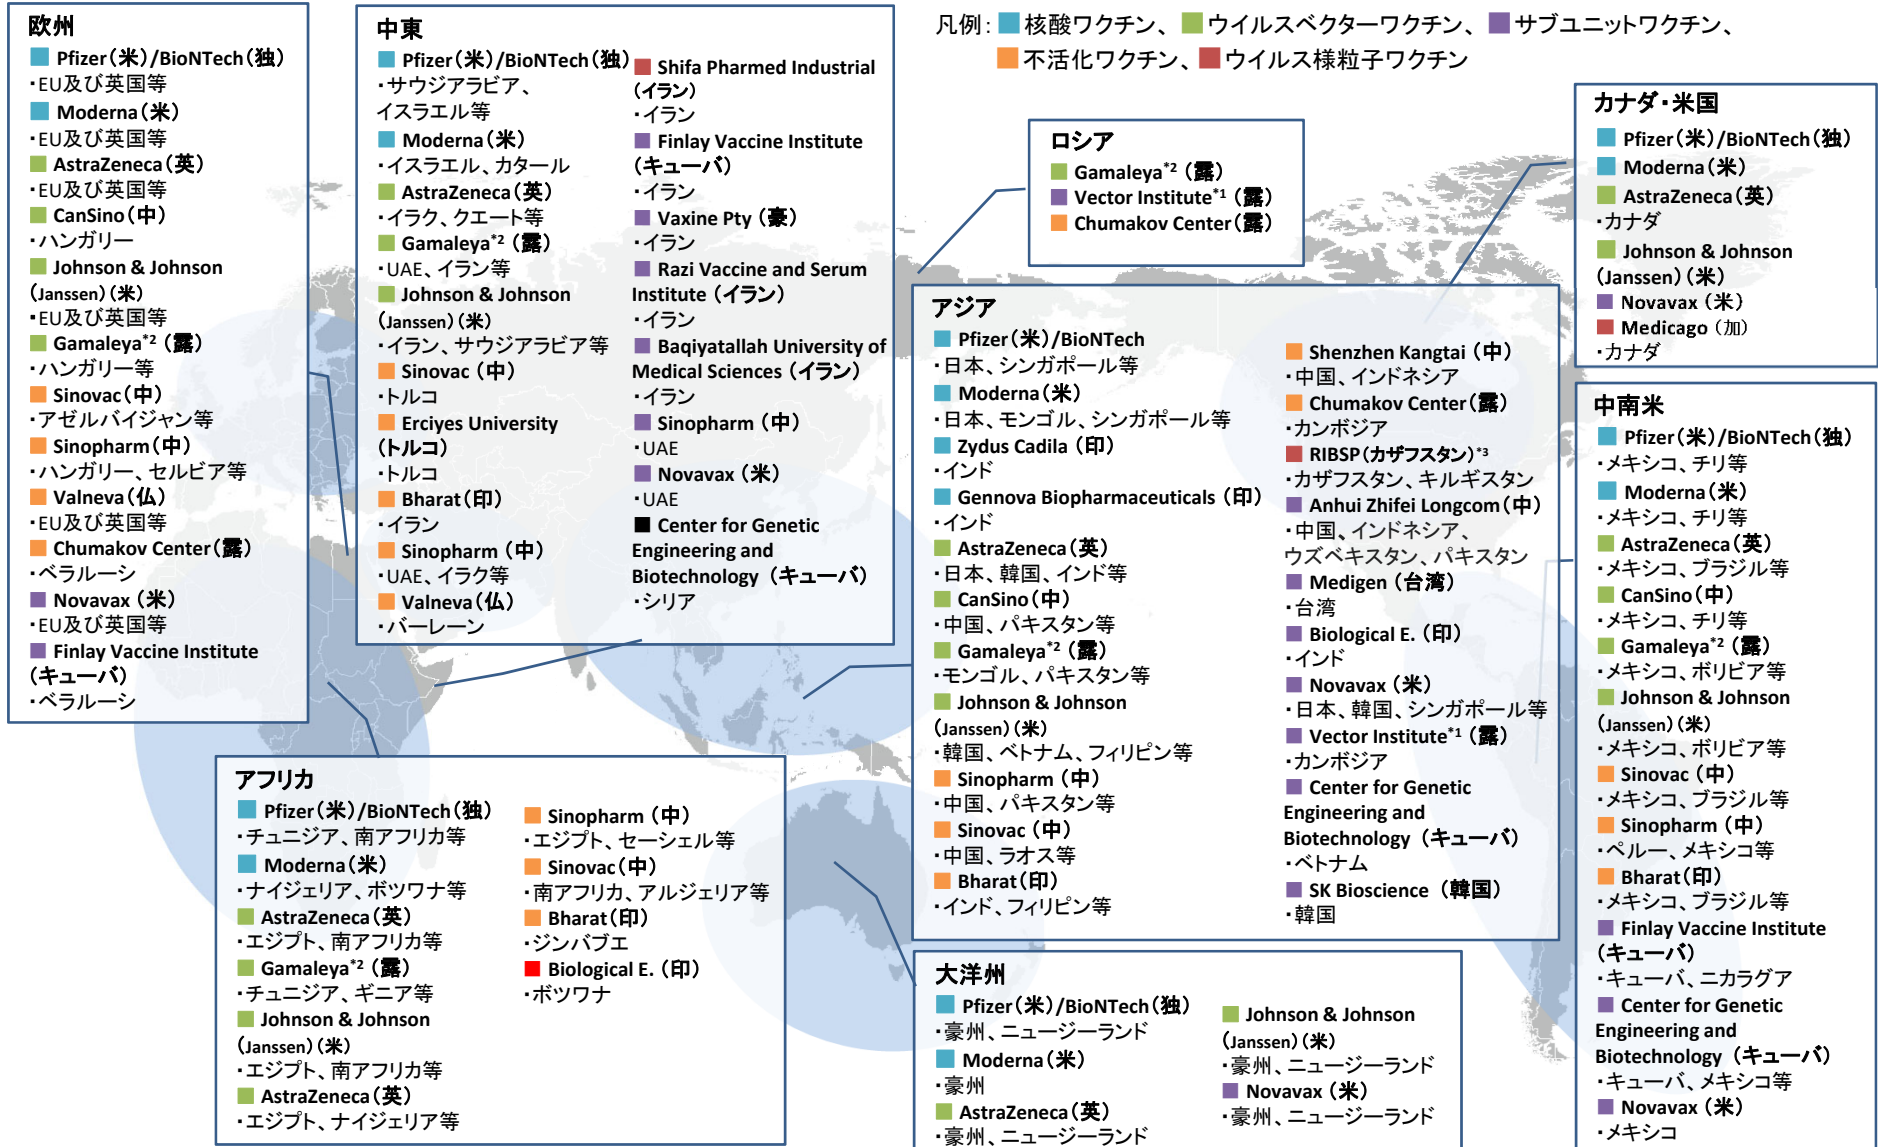 凡例：■核酸ワクチン、■ウイルスベクターワクチン、■サブユニットワクチン、
■不活化ワクチン、■ウイルス様粒子ワクチン
欧州
■ Pfizer（米）/BioNTech（独）
・EU及び英国等
■ Moderna（米）
・EU及び英国等
■ AstraZeneca（英）
・EU及び英国等
■ CanSino（中）
・ハンガリー
■ Johnson & Johnson
（Janssen）（米）
・EU及び英国等
■ Gamaleya*2（露）
・ハンガリー等
■ Sinovac（中）
・アゼルバイジャン等
■ Sinopharm（中）
・ハンガリー、セルビア等
■ Valneva（仏）
・EU及び英国等
■ Chumakov Center（露）
・ベラルーシ
■ Novavax（米）
・EU及び英国等
■ Finlay Vaccine Institute
（キューバ）
・ベラルーシ
中東
■ Pfizer（米）/BioNTech（独）
・サウジアラビア、
イスラエル等
■ Moderna（米）
・イスラエル、カタール
■ AstraZeneca（英）
・イラク、クエート等
■ Gamaleya*2（露）
・UAE、イラン等
■ Johnson & Johnson
（Janssen）（米）
・イラン、サウジアラビア等
■ Sinovac（中）
・トルコ
■ Erciyes University
（トルコ）
・トルコ
■ Bharat（印）
・イラン
■ Sinopharm（中）
・UAE、イラク等
■ Valneva（仏）
・バーレーン
■ Shifa Pharmed Industrial
（イラン）
・イラン
■ Finlay Vaccine Institute
（キューバ）
・イラン
■ Vaxine Pty（豪）
・イラン
■ Razi Vaccine and Serum
Institute（イラン）
・イラン
■ Baqiyatallah University of
Medical Sciences（イラン）
・イラン
■ Sinopharm（中）
・UAE
■ Novavax（米）
・UAE
■ Center for Genetic
Engineering and
Biotechnology（キューバ）
・シリア
ロシア
■ Gamaleya*2（露）
■ Vector Institute*1（露）
■ Chumakov Center（露）
カナダ・米国
■ Pfizer（米）/BioNTech（独）
■ Moderna（米）
■ AstraZeneca（英）
・カナダ
■ Johnson & Johnson
（Janssen）（米）
■ Novavax（米）
■ Medicago（加）
・カナダ
アジア
■ Pfizer（米）/BioNTech
・日本、シンガポール等
■ Moderna（米）
・日本、モンゴル、シンガポール等
■ Zydus Cadila（印）
・インド
■ Gennova Biopharmaceuticals（印）
・インド
■ AstraZeneca（英）
・日本、韓国、インド等
■ CanSino（中）
・中国、パキスタン等
■ Gamaleya*2（露）
・モンゴル、パキスタン等
■ Johnson & Johnson
（Janssen）（米）
・韓国、ベトナム、フィリピン等
■ Sinopharm（中）
・中国、パキスタン等
■ Sinovac（中）
・中国、ラオス等
■ Bharat（印）
・インド、フィリピン等
■ Shenzhen Kangtai（中）
・中国、インドネシア
■ Chumakov Center（露）
・カンボジア
■ RIBSP（カザフスタン）*3
・カザフスタン、キルギスタン
■ Anhui Zhifei Longcom（中）
・中国、インドネシア、
ウズベキスタン、パキスタン
■ Medigen（台湾）
・台湾
■ Biological E.（印）
・インド
■ Novavax（米）
・日本、韓国、シンガポール等
■ Vector Institute*1（露）
・カンボジア
■ Center for Genetic
Engineering and
Biotechnology（キューバ）
・ベトナム
■ SK Bioscience（韓国）
・韓国
中南米
■ Pfizer（米）/BioNTech（独）
・メキシコ、チリ等
■ Moderna（米）
・メキシコ、チリ等
■ AstraZeneca（英）
・メキシコ、ブラジル等
■ CanSino（中）
・メキシコ、チリ等
■ Gamaleya*2（露）
・メキシコ、ボリビア等
■ Johnson & Johnson
（Janssen）（米）
・メキシコ、ボリビア等
■ Sinovac（中）
・メキシコ、ブラジル等
■ Sinopharm（中）
・ペルー、メキシコ等
■ Bharat（印）
・メキシコ、ブラジル等
■ Finlay Vaccine Institute
（キューバ）
・キューバ、ニカラグア
■ Center for Genetic
Engineering and
Biotechnology（キューバ）
・キューバ、メキシコ等
■ Novavax（米）
・メキシコ
アフリカ
■ Pfizer（米）/BioNTech（独）
・チュニジア、南アフリカ等
■ Moderna（米）
・ナイジェリア、ボツワナ等
■ AstraZeneca（英）
・エジプト、南アフリカ等
■ Gamaleya*2（露）
・チュニジア、ギニア等
■ Johnson & Johnson
（Janssen）（米）
・エジプト、南アフリカ等
■ AstraZeneca（英）
・エジプト、ナイジェリア等
■ Sinopharm（中）
・エジプト、セーシェル等
■ Sinovac（中）
・南アフリカ、アルジェリア等
■ Bharat（印）
・ジンバブエ
■ Biological E.（印）
・ボツワナ
大洋州
■ Pfizer（米）/BioNTech（独）
・豪州、ニュージーランド
■ Moderna（米）
・豪州
■ AstraZeneca（英）
・豪州、ニュージーランド
■ Johnson & Johnson
（Janssen）（米）
・豪州、ニュージーランド
■ Novavax（米）
・豪州、ニュージーランド